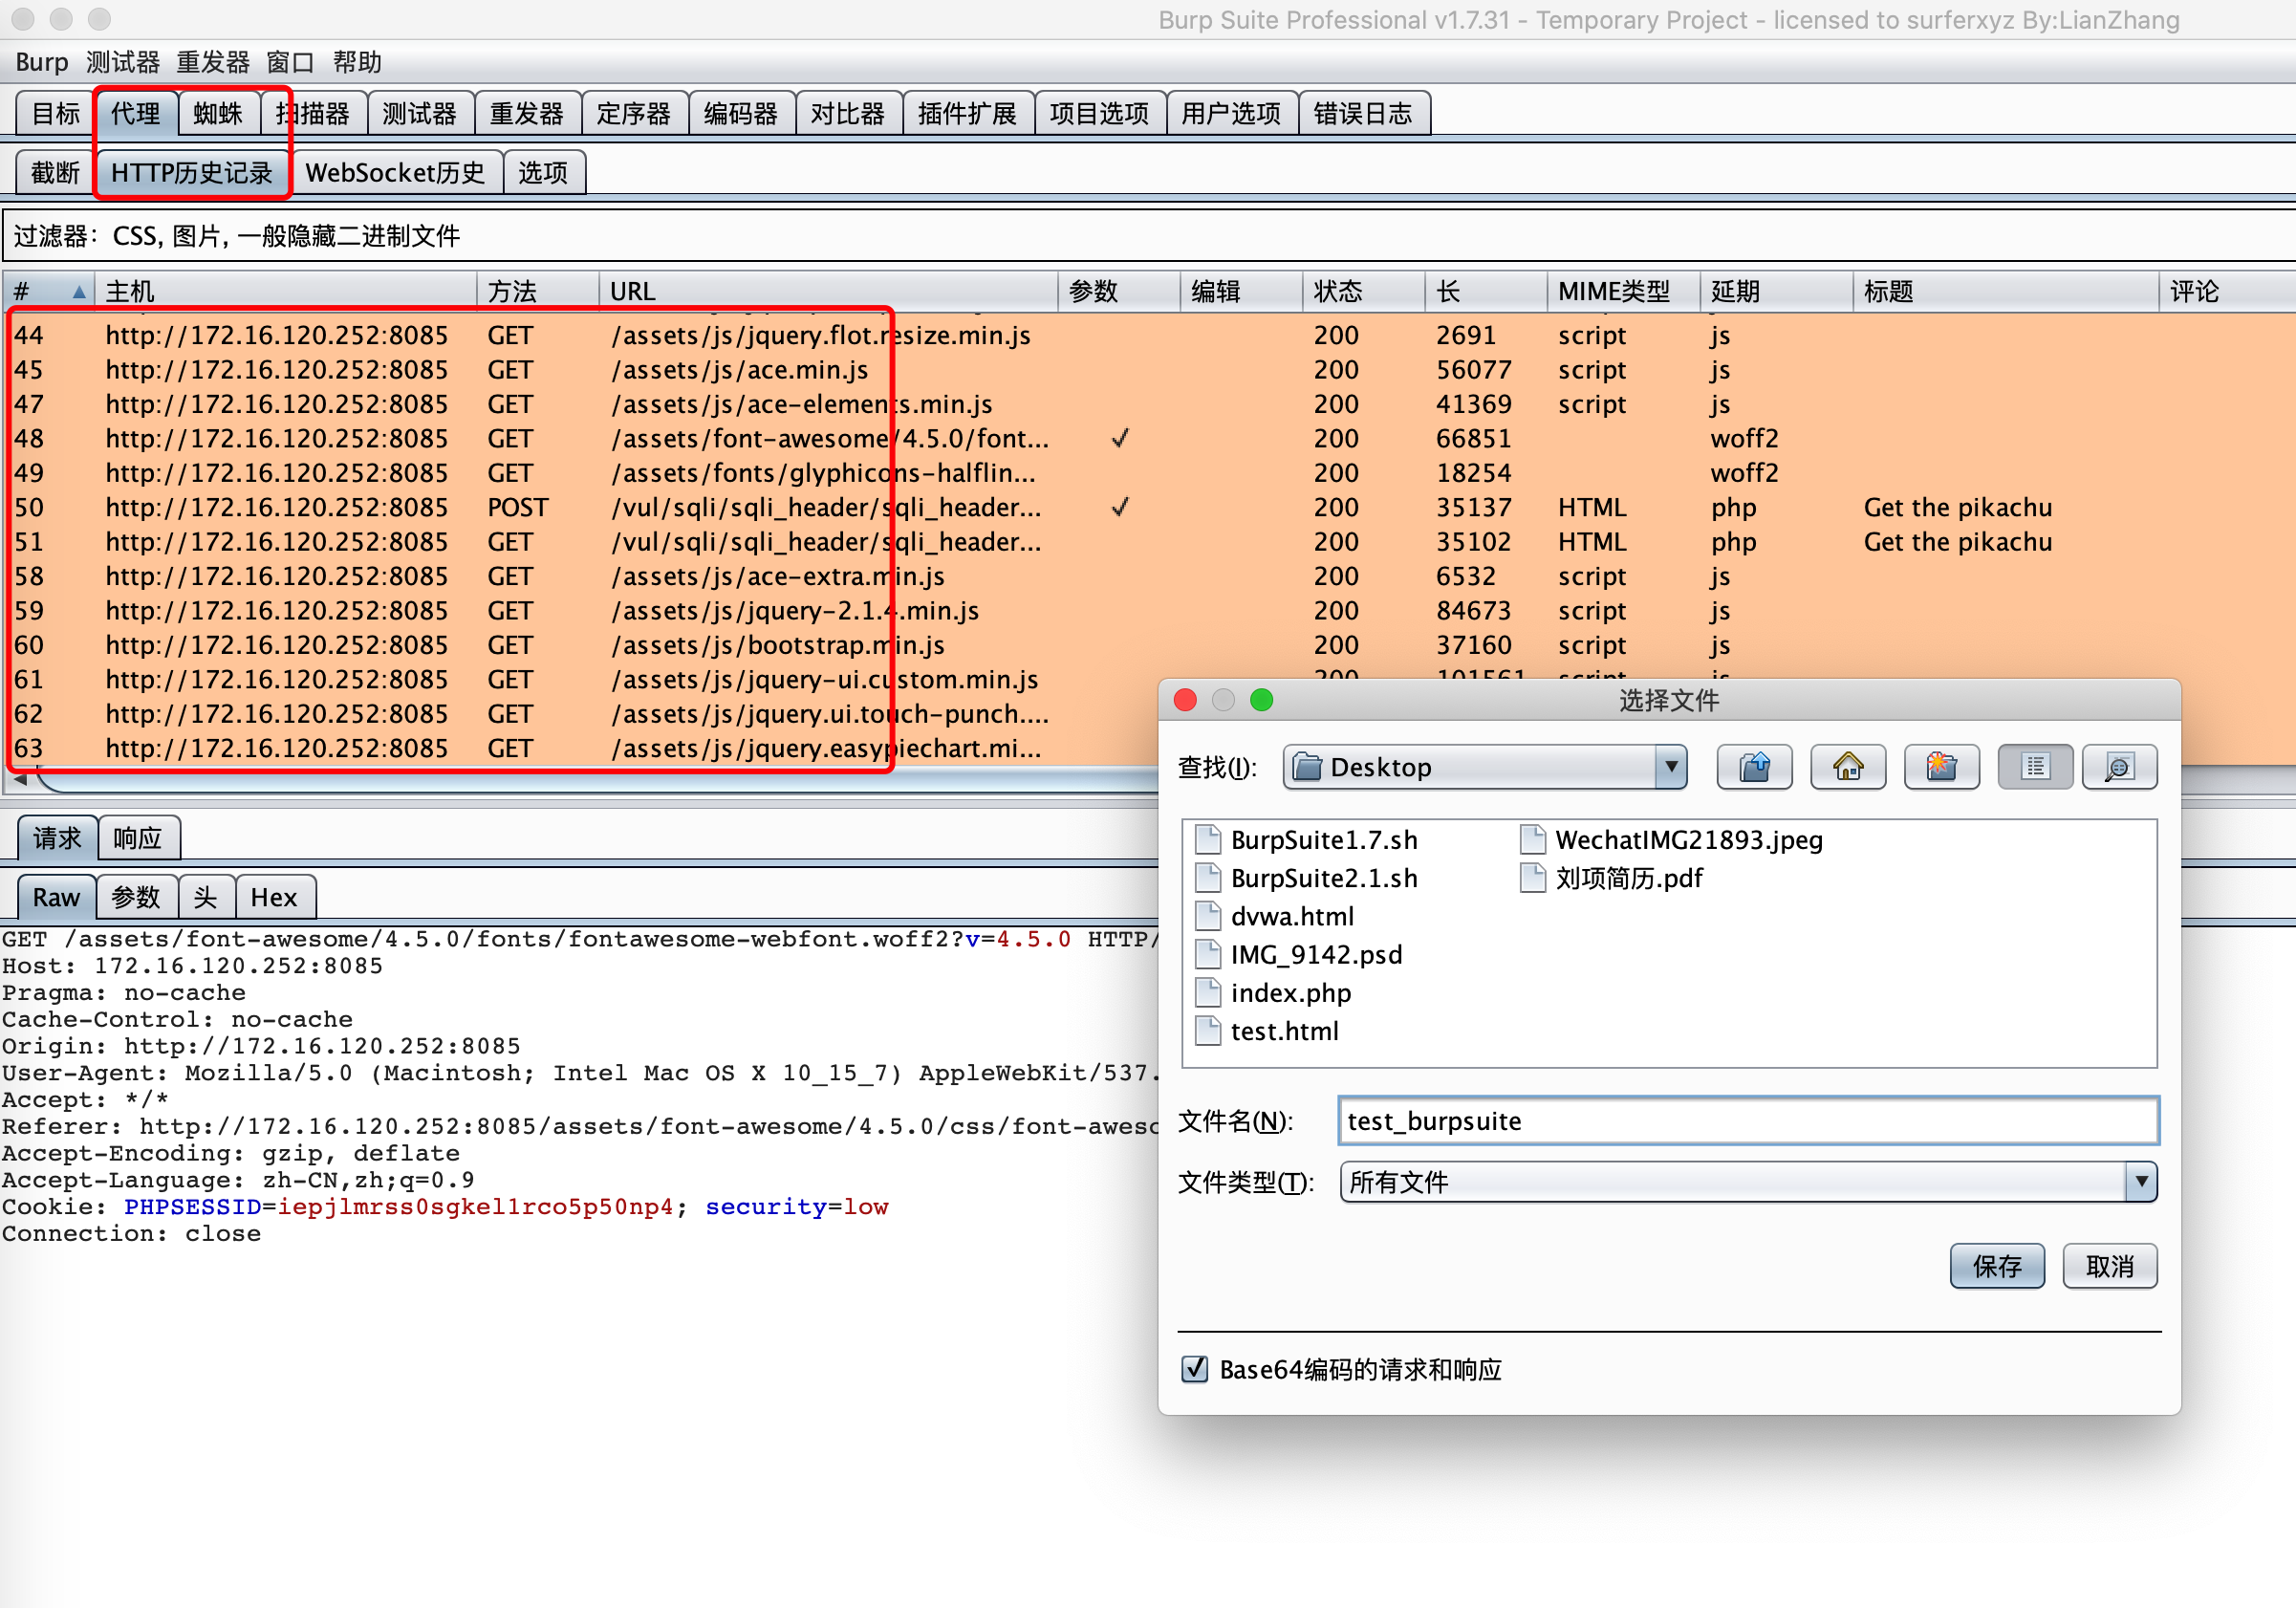 Burp Suite Professional v1.7.31 - Temporary Project - licensed to surferxyz By:LianZhang
Burp 测试器 重发器 窗口 帮助
目标 代理 蜘蛛 扫描器 测试器 重发器 定序器 编码器 对比器 插件扩展 项目选项 用户选项 错误日志
截断 HTTP历史记录 WebSocket历史 选项
过滤器：CSS, 图片, 一般隐藏二进制文件
# 主机 方法 URL 参数 编辑 状态 长 MIME类型 延期 标题 评论
44 http://172.16.120.252:8085 GET /assets/js/jquery.flot.resize.min.js 200 2691 script js
45 http://172.16.120.252:8085 GET /assets/js/ace.min.js 200 56077 script js
47 http://172.16.120.252:8085 GET /assets/js/ace-elements.min.js 200 41369 script js
48 http://172.16.120.252:8085 GET /assets/font-awesome/4.5.0/font... ✓ 200 66851 woff2
49 http://172.16.120.252:8085 GET /assets/fonts/glyphicons-halflin... 200 18254 woff2
50 http://172.16.120.252:8085 POST /vul/sqli/sqli_header/sqli_header... ✓ 200 35137 HTML php Get the pikachu
51 http://172.16.120.252:8085 GET /vul/sqli/sqli_header/sqli_header... 200 35102 HTML php Get the pikachu
58 http://172.16.120.252:8085 GET /assets/js/ace-extra.min.js 200 6532 script js
59 http://172.16.120.252:8085 GET /assets/js/jquery-2.1.4.min.js 200 84673 script js
60 http://172.16.120.252:8085 GET /assets/js/bootstrap.min.js 200 37160 script js
61 http://172.16.120.252:8085 GET /assets/js/jquery-ui.custom.min.js 200 101561 script js
62 http://172.16.120.252:8085 GET /assets/js/jquery.ui.touch-punch....
63 http://172.16.120.252:8085 GET /assets/js/jquery.easypiechart.mi...
请求 响应
Raw 参数 头 Hex
GET /assets/font-awesome/4.5.0/fonts/fontawesome-webfont.woff2?v=4.5.0 HTTP/
Host: 172.16.120.252:8085
Pragma: no-cache
Cache-Control: no-cache
Origin: http://172.16.120.252:8085
User-Agent: Mozilla/5.0 (Macintosh; Intel Mac OS X 10_15_7) AppleWebKit/537.
Accept: */*
Referer: http://172.16.120.252:8085/assets/font-awesome/4.5.0/css/font-aweso
Accept-Encoding: gzip, deflate
Accept-Language: zh-CN,zh;q=0.9
Cookie: PHPSESSID=iepjlmrss0sgkel1rco5p50np4; security=low
Connection: close
选择文件
查找(I): Desktop
BurpSuite1.7.sh
BurpSuite2.1.sh
dvwa.html
IMG_9142.psd
index.php
test.html
WechatIMG21893.jpeg
刘项简历.pdf
文件名(N): test_burpsuite
文件类型(T): 所有文件
保存 取消
Base64编码的请求和响应